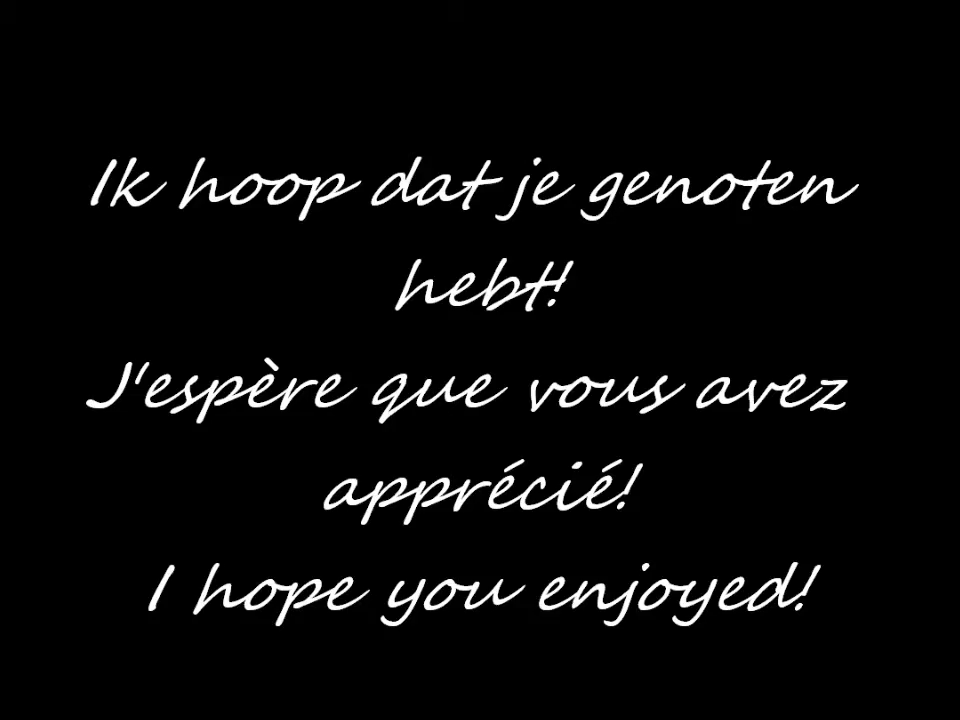 Ik hoop dat je genoten
hebt!
J'espère que vous avez
apprécié!
I hope you enjoyed!